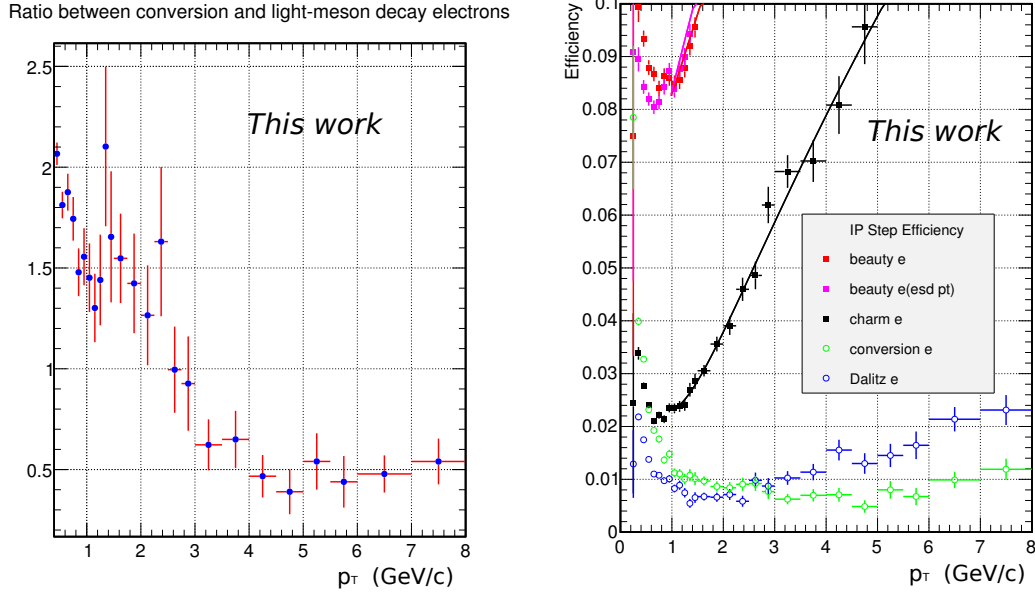 Ratio between conversion and light-meson decay electrons
2.5
2
1.5
1
0.5
1 2 3 4 5 6 7 8
This work
pT (GeV/c)
Efficiency
0.1
0.09
0.08
0.07
0.06
0.05
0.04
0.03
0.02
0.01
0
0 1 2 3 4 5 6 7 8
This work
IP Step Efficiency
beauty e
beauty e(esd pt)
charm e
conversion e
Dalitz e
pT (GeV/c)